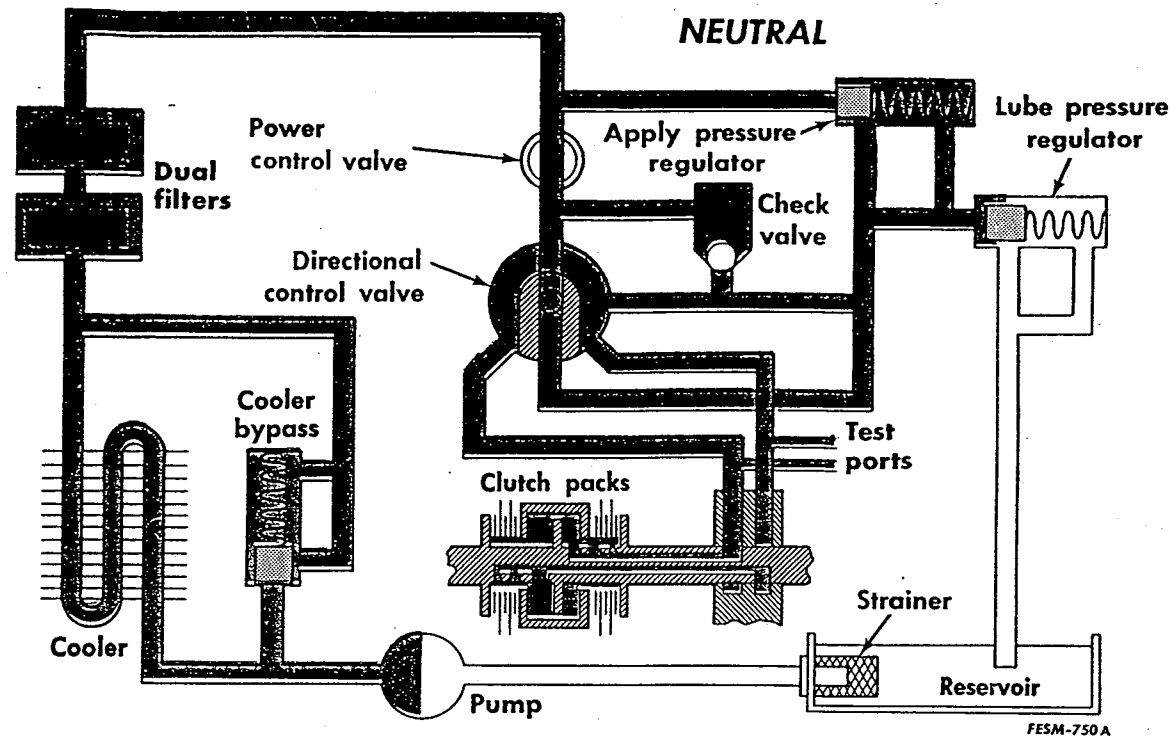 NEUTRAL
Power
control valve
Apply pressure
regulator
Lube pressure
regulator
Dual
filters
Check
valve
Directional
control valve
Cooler
bypass
Test
ports
Clutch packs
Cooler
Pump
Strainer
Reservoir
FESM-750A